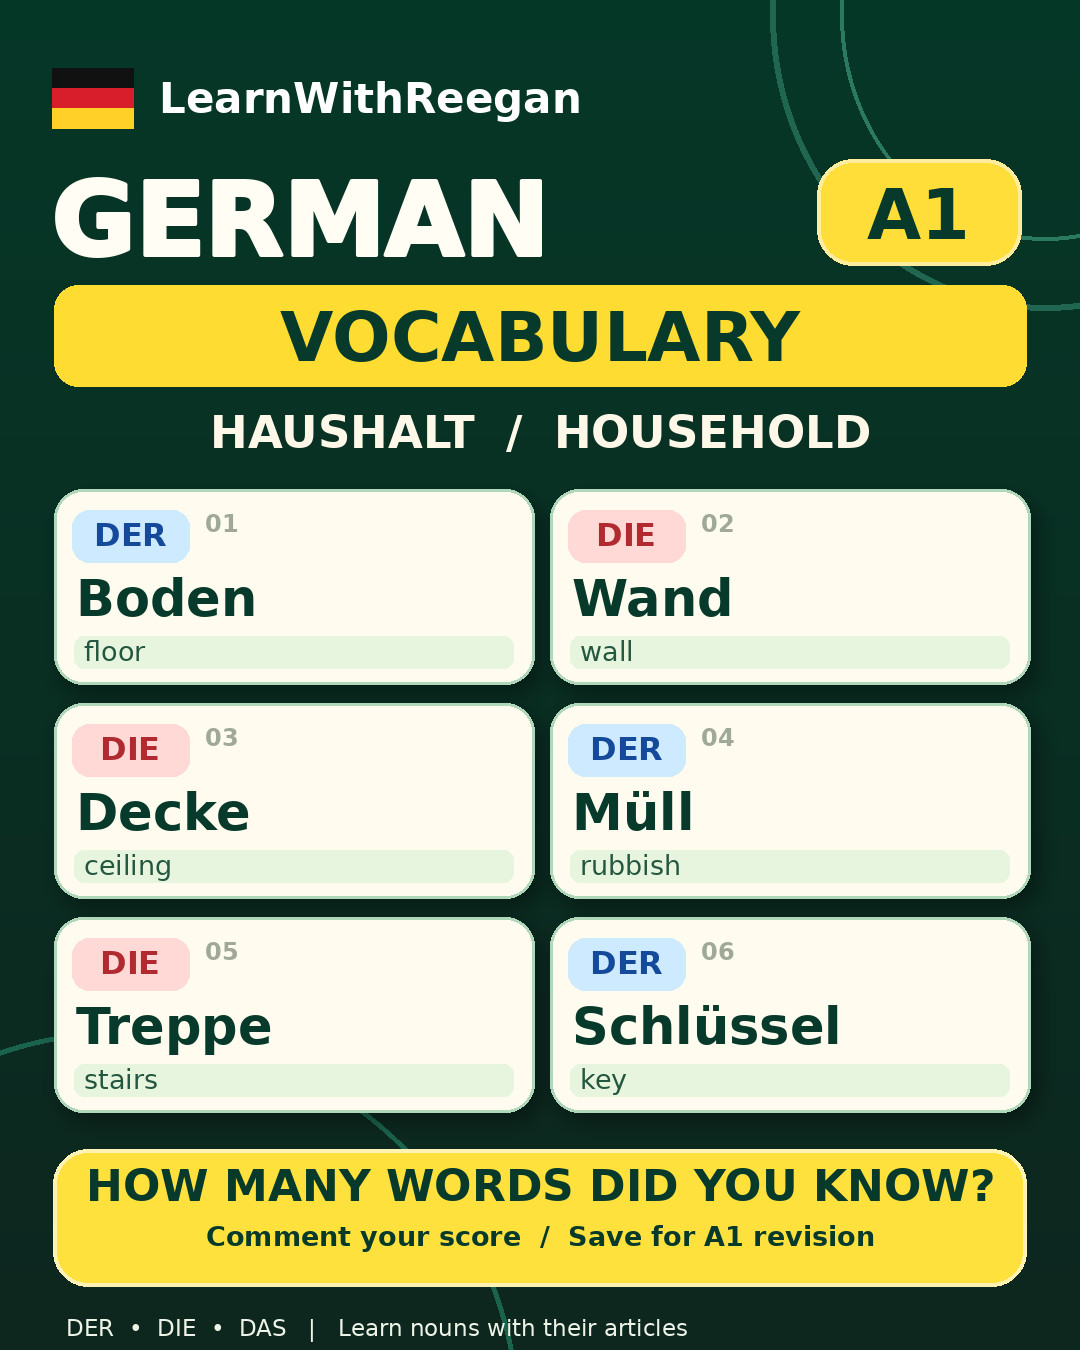 LearnWithReegan
GERMAN
A1
VOCABULARY
HAUSHALT / HOUSEHOLD
DER 01
Boden
floor
DIE 02
Wand
wall
DIE 03
Decke
ceiling
DER 04
Müll
rubbish
DIE 05
Treppe
stairs
DER 06
Schlüssel
key
HOW MANY WORDS DID YOU KNOW?
Comment your score / Save for A1 revision
DER • DIE • DAS | Learn nouns with their articles